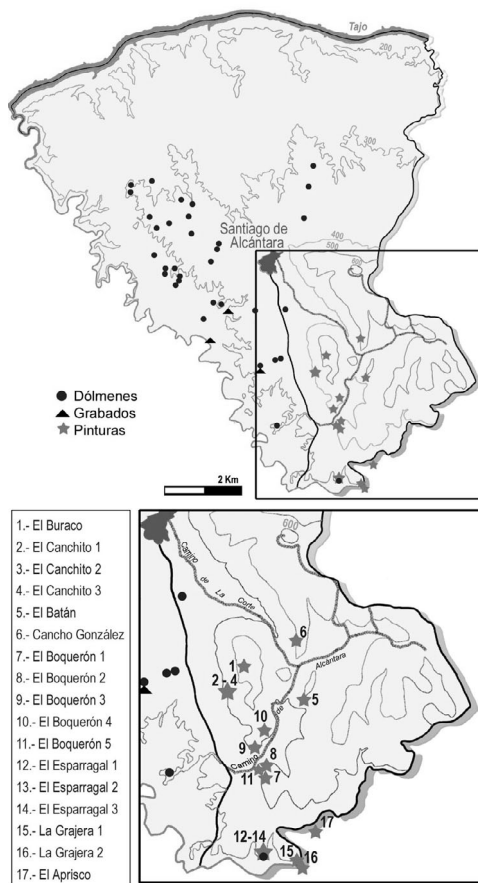 Tajo
200
300
Santiago de
Alcántara
400
500
600
Dólmenes
Grabados
Pinturas
2 Km
1.- El Buraco
2.- El Canchito 1
3.- El Canchito 2
4.- El Canchito 3
5.- El Batán
6.- Cancho González
7.- El Boquerón 1
8.- El Boquerón 2
9.- El Boquerón 3
10.- El Boquerón 4
11.- El Boquerón 5
12.- El Esparragal 1
13.- El Esparragal 2
14.- El Esparragal 3
15.- La Grajera 1
16.- La Grajera 2
17.- El Aprisco
600
Camino de La Corte
6
1
Alcántara
2 - 4
5
de
10
9
Camino
8
11
7
17
12-14
15
16